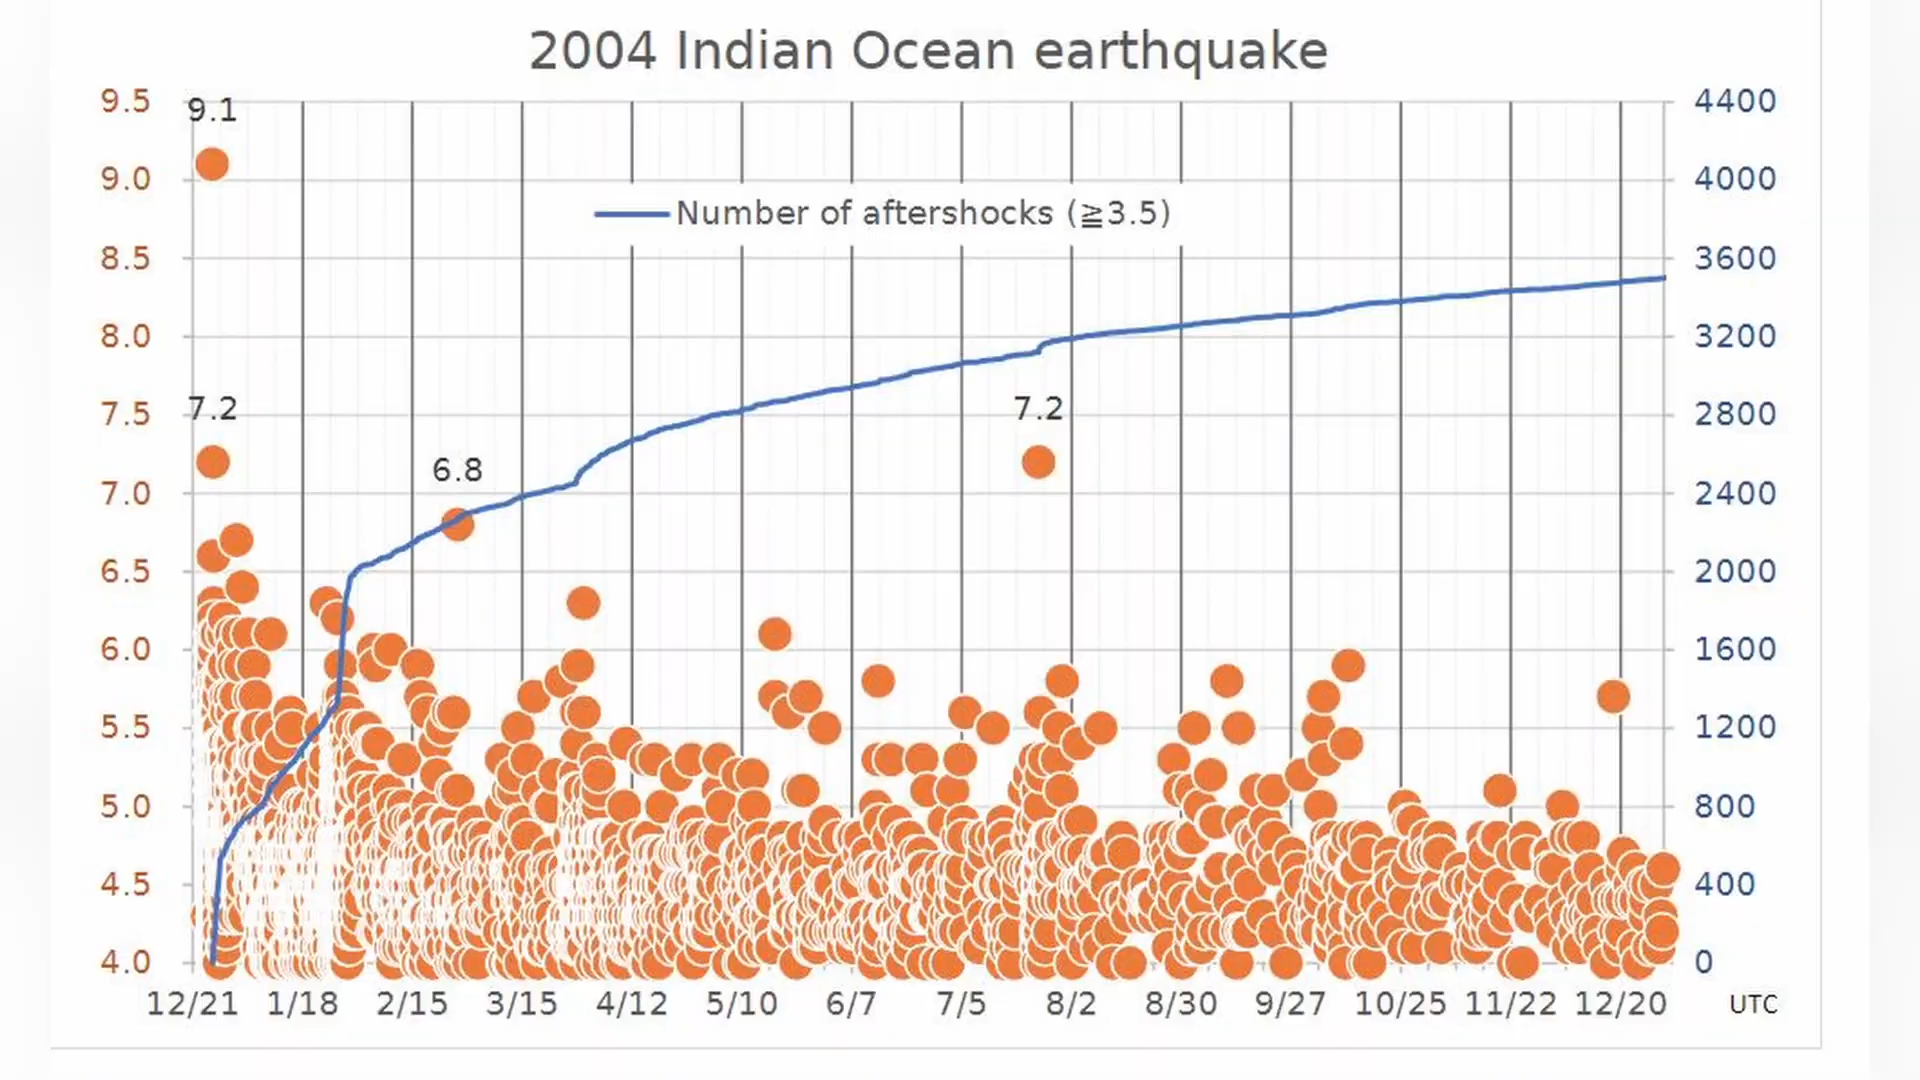 2004 Indian Ocean earthquake
9.5 9.1 4400
9.0 4000
Number of aftershocks (≧3.5)
8.5 3600
8.0 3200
7.5 7.2 7.2 2800
6.8
7.0 2400
6.5 2000
6.0 1600
5.5 1200
5.0 800
4.5 400
4.0 0
12/21 1/18 2/15 3/15 4/12 5/10 6/7 7/5 8/2 8/30 9/27 10/25 11/22 12/20 UTC